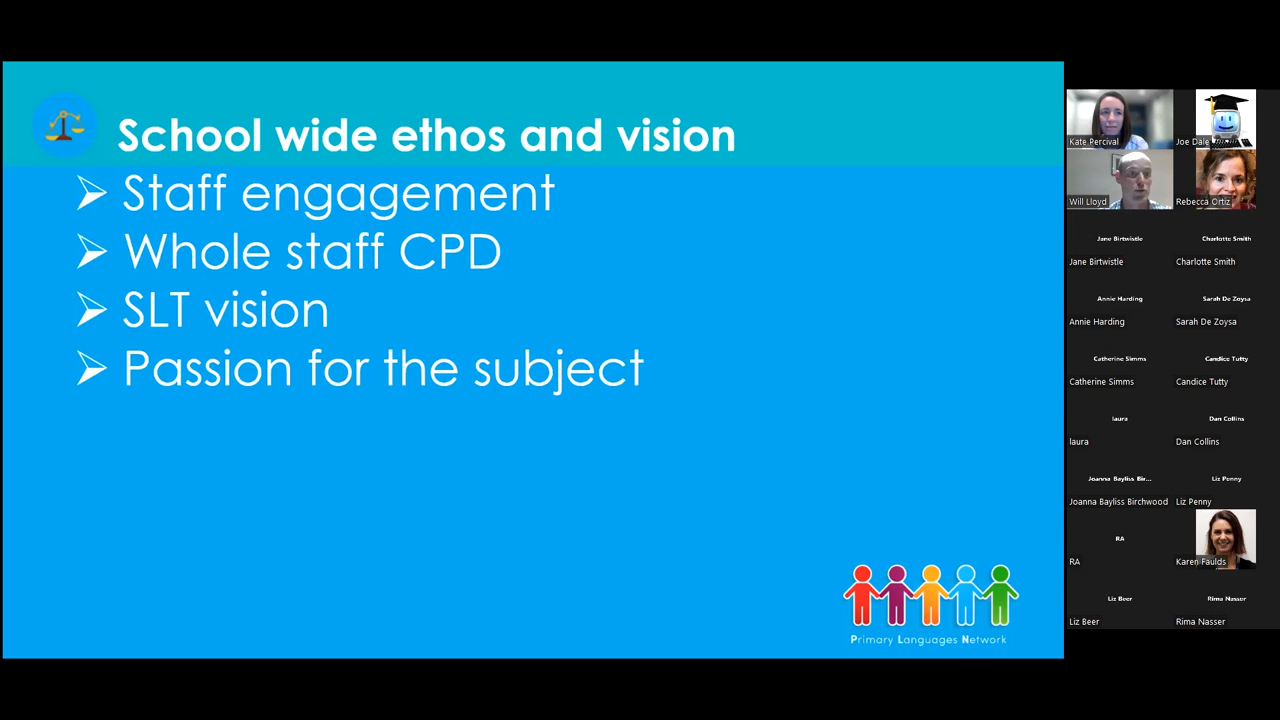 School wide ethos and vision
Staff engagement
Whole staff CPD
SLT vision
Passion for the subject
Primary Languages Network
Kate Percival
Joe Dale
Will Lloyd
Rebecca Ortiz
Jane Birtwistle
Charlotte Smith
Jane Birtwistle
Charlotte Smith
Annie Harding
Sarah De Zoysa
Annie Harding
Sarah De Zoysa
Catherine Simms
Candice Tutty
Catherine Simms
Candice Tutty
laura
Dan Collins
laura
Dan Collins
Joanna Bayliss Bir...
Liz Penny
Joanna Bayliss Birchwood
Liz Penny
RA
RA
Karen Faulds
Liz Beer
Rima Nasser
Liz Beer
Rima Nasser